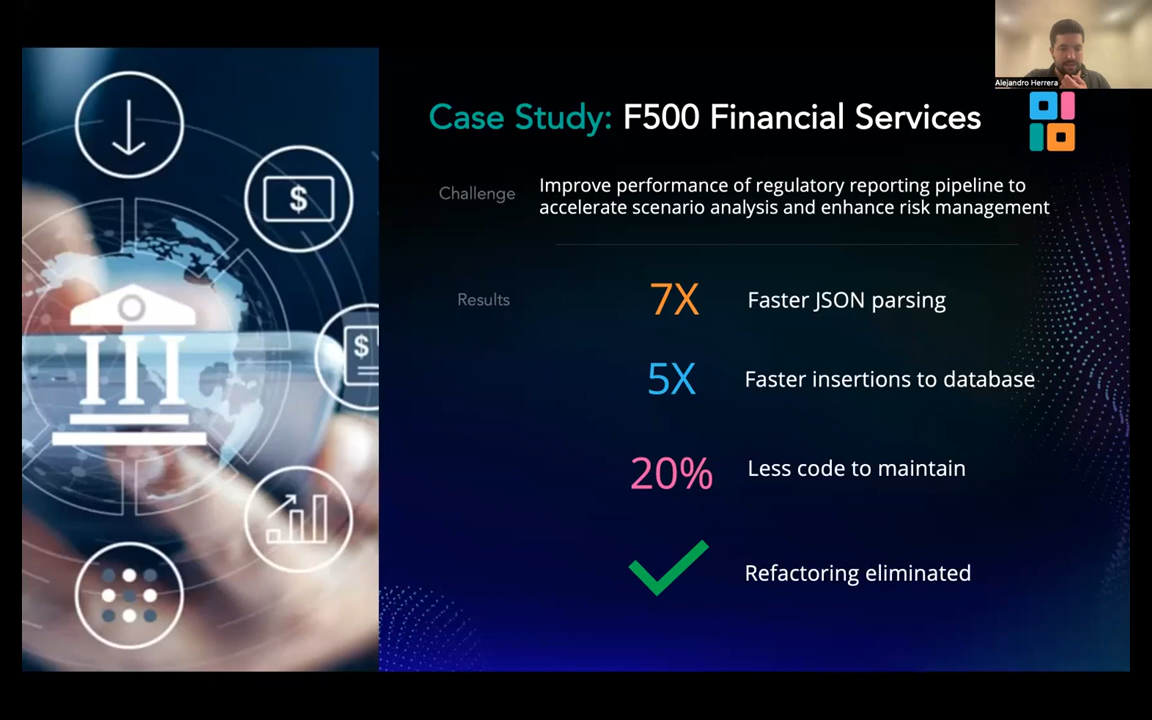 Alejandro Herrera
Case Study: F500 Financial Services
Challenge
Improve performance of regulatory reporting pipeline to
accelerate scenario analysis and enhance risk management
Results
7X
Faster JSON parsing
5X
Faster insertions to database
20%
Less code to maintain
Refactoring eliminated
$
$